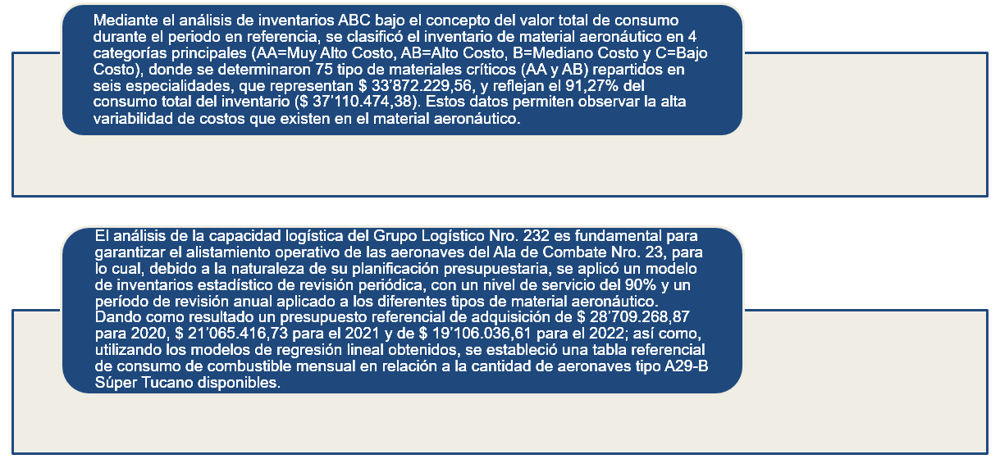 Mediante el análisis de inventarios ABC bajo el concepto del valor total de consumo
durante el periodo en referencia, se clasificó el inventario de material aeronáutico en 4
categorías principales (AA=Muy Alto Costo, AB=Alto Costo, B=Mediano Costo y C=Bajo
Costo), donde se determinaron 75 tipo de materiales críticos (AA y AB) repartidos en
seis especialidades, que representan $ 33’872.229,56, y reflejan el 91,27% del
consumo total del inventario ($ 37’110.474,38). Estos datos permiten observar la alta
variabilidad de costos que existen en el material aeronáutico.
El análisis de la capacidad logística del Grupo Logístico Nro. 232 es fundamental para
garantizar el alistamiento operativo de las aeronaves del Ala de Combate Nro. 23, para
lo cual, debido a la naturaleza de su planificación presupuestaria, se aplicó un modelo
de inventarios estadístico de revisión periódica, con un nivel de servicio del 90% y un
período de revisión anual aplicado a los diferentes tipos de material aeronáutico.
Dando como resultado un presupuesto referencial de adquisición de $ 28’709.268,87
para 2020, $ 21’065.416,73 para el 2021 y de $ 19’106.036,61 para el 2022; así como,
utilizando los modelos de regresión lineal obtenidos, se estableció una tabla referencial
de consumo de combustible mensual en relación a la cantidad de aeronaves tipo A29-B
Súper Tucano disponibles.